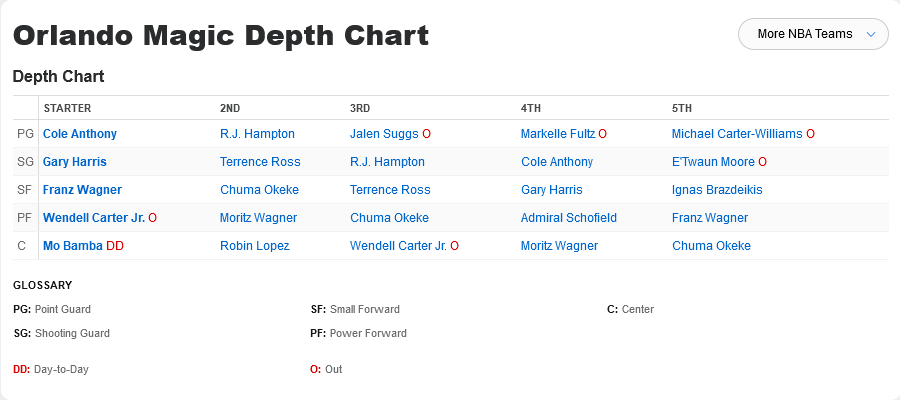 Orlando Magic Depth Chart
More NBA Teams
Depth Chart
STARTER 2ND 3RD 4TH 5TH
PG Cole Anthony R.J. Hampton Jalen Suggs O Markelle Fultz O Michael Carter-Williams O
SG Gary Harris Terrence Ross R.J. Hampton Cole Anthony E'Twaun Moore O
SF Franz Wagner Chuma Okeke Terrence Ross Gary Harris Ignas Brazdeikis
PF Wendell Carter Jr. O Moritz Wagner Chuma Okeke Admiral Schofield Franz Wagner
C Mo Bamba DD Robin Lopez Wendell Carter Jr. O Moritz Wagner Chuma Okeke
GLOSSARY
PG: Point Guard SF: Small Forward C: Center
SG: Shooting Guard PF: Power Forward
DD: Day-to-Day O: Out